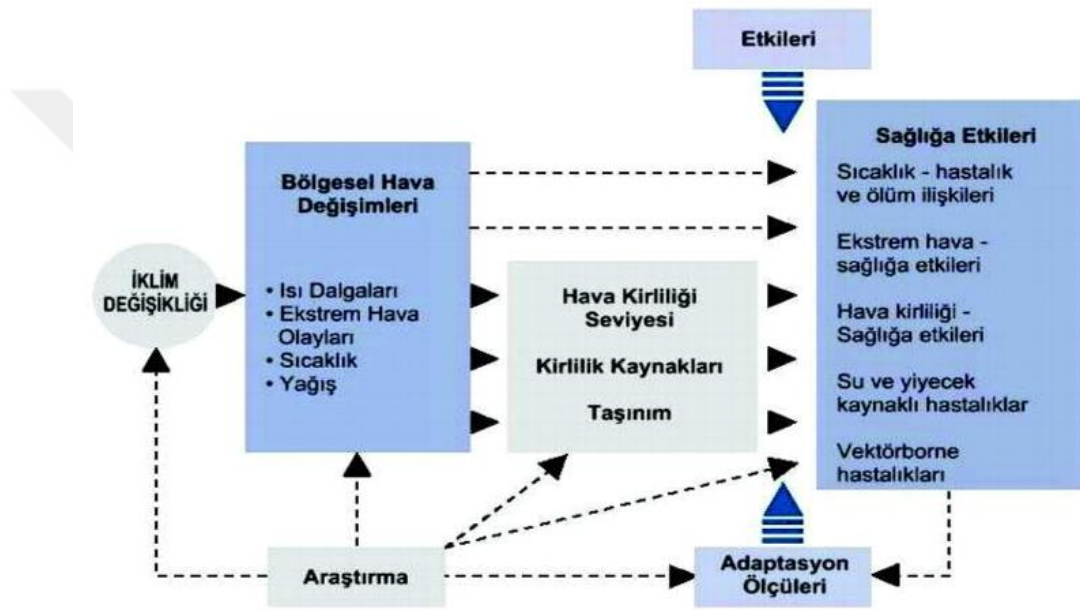 Etkileri
Sağlığa Etkileri
Sıcaklık - hastalık
ve ölüm ilişkileri
Ekstrem hava -
sağlığa etkileri
Hava kirliliği -
Sağlığa etkileri
Su ve yiyecek
kaynaklı hastalıklar
Vektörborne
hastalıkları
Bölgesel Hava
Değişimleri
• Isı Dalgaları
• Ekstrem Hava
Olayları
• Sıcaklık
• Yağış
İKLİM
DEĞİŞİKLİĞİ
Hava Kirliliği
Seviyesi
Kirlilik Kaynakları
Taşınım
Araştırma
Adaptasyon
Ölçüleri